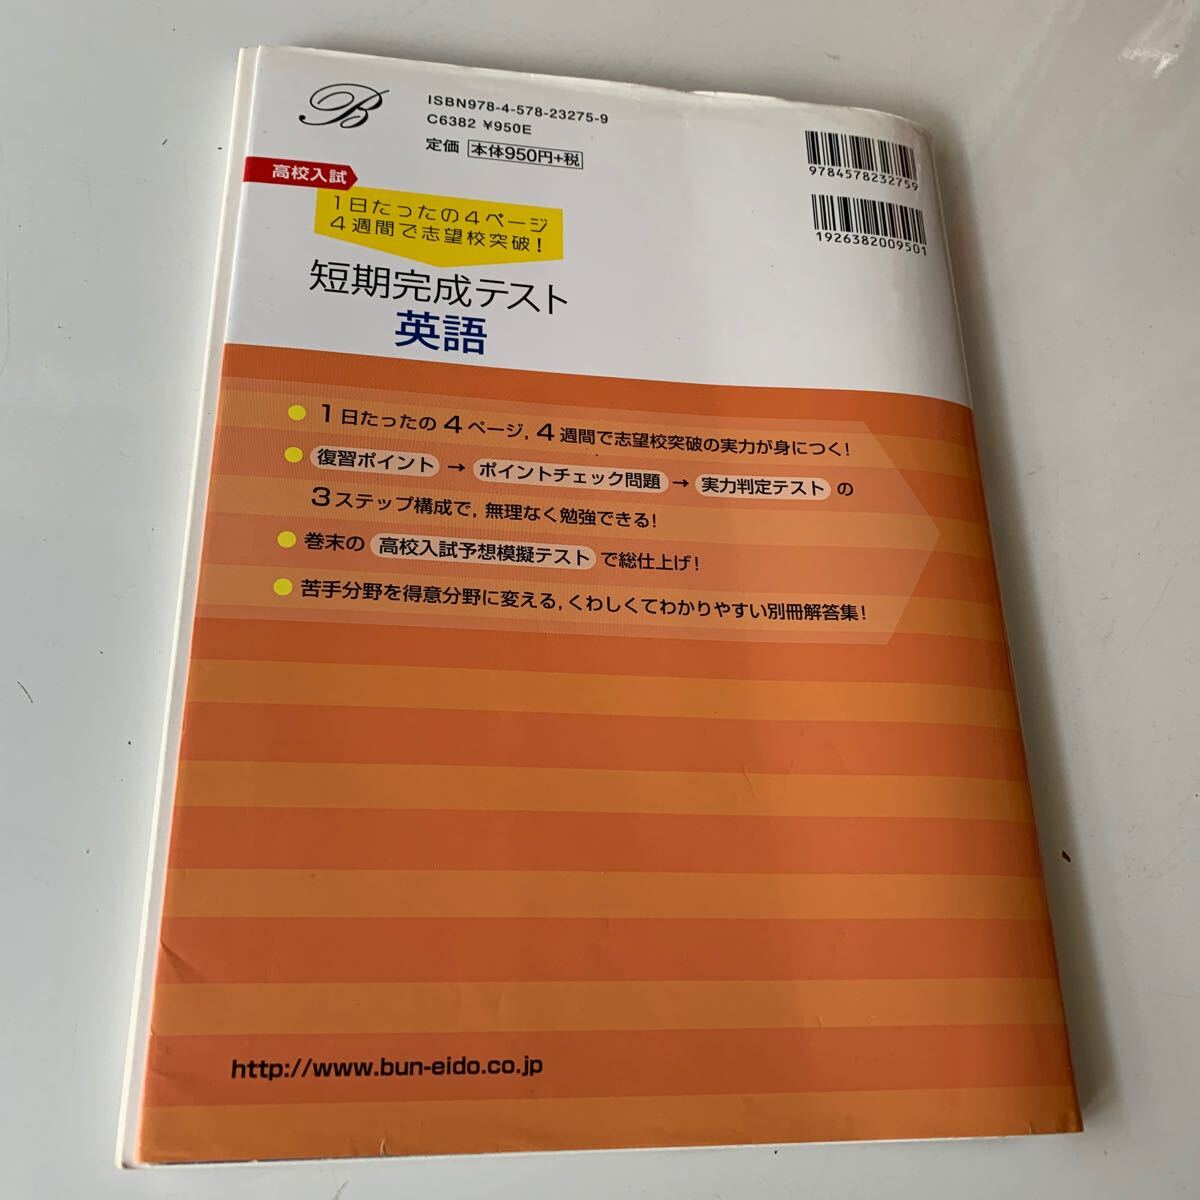 B
ISBN978-4-578-23275-9
C6382 ¥950E
定価 本体950円+税
9784578232759
1926382009501
高校入試
1日たったの4ページ
4週間で志望校突破!
短期完成テスト
英語
1日たったの4ページ, 4週間で志望校突破の実力が身につく!
復習ポイント → ポイントチェック問題 → 実力判定テスト の
3ステップ構成で, 無理なく勉強できる!
巻末の 高校入試予想模擬テスト で総仕上げ!
苦手分野を得意分野に変える, くわしくてわかりやすい別冊解答集!
http://www.bun-eido.co.jp